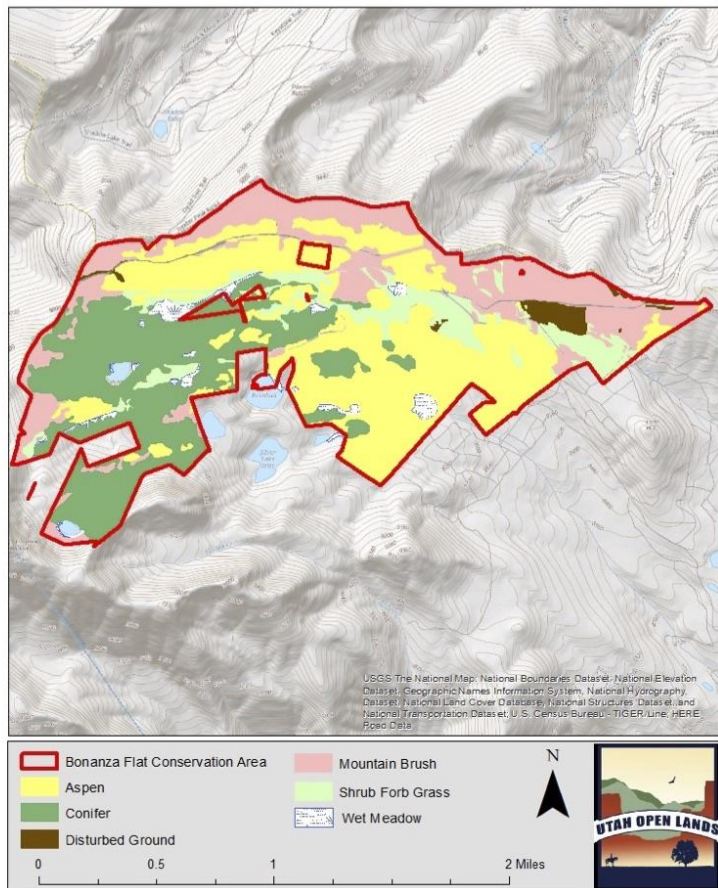 USGS The National Map: National Boundaries Dataset, National Elevation
Dataset, Geographic Names Information System, National Hydrography
Dataset, National Land Cover Database, National Structures Dataset, and
National Transportation Dataset; U.S. Census Bureau - TIGER/Line; HERE
Road Data
Bonanza Flat Conservation Area
Aspen
Conifer
Disturbed Ground
Mountain Brush
Shrub Forb Grass
Wet Meadow
N
0 0.5 1 2 Miles
UTAH OPEN LANDS